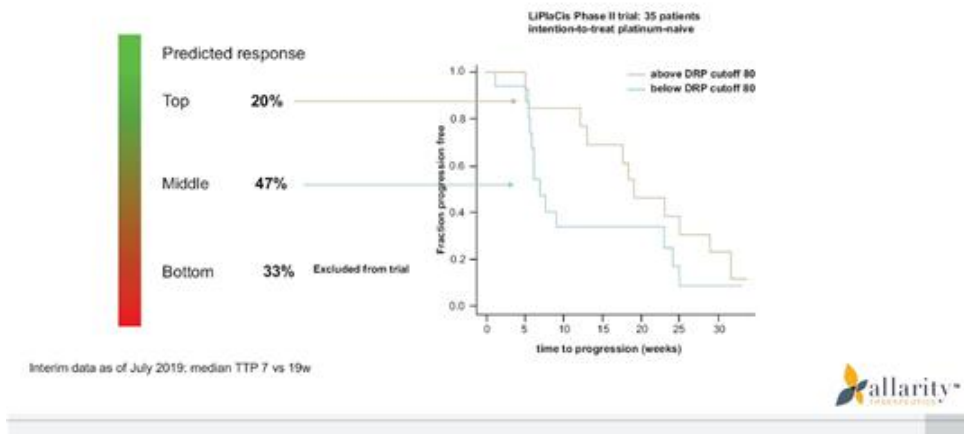 LiPlaCis Phase II trial: 35 patients
intention-to-treat platinum-naive
Predicted response
Top 20%
Middle 47%
Bottom 33% Excluded from trial
above DRP cutoff 80
below DRP cutoff 80
Fraction progression free
1.0
0.8
0.6
0.4
0.2
0.0
0 5 10 15 20 25 30
time to progression (weeks)
Interim data as of July 2019: median TTP 7 vs 19w
allarity
THERAPEUTICS